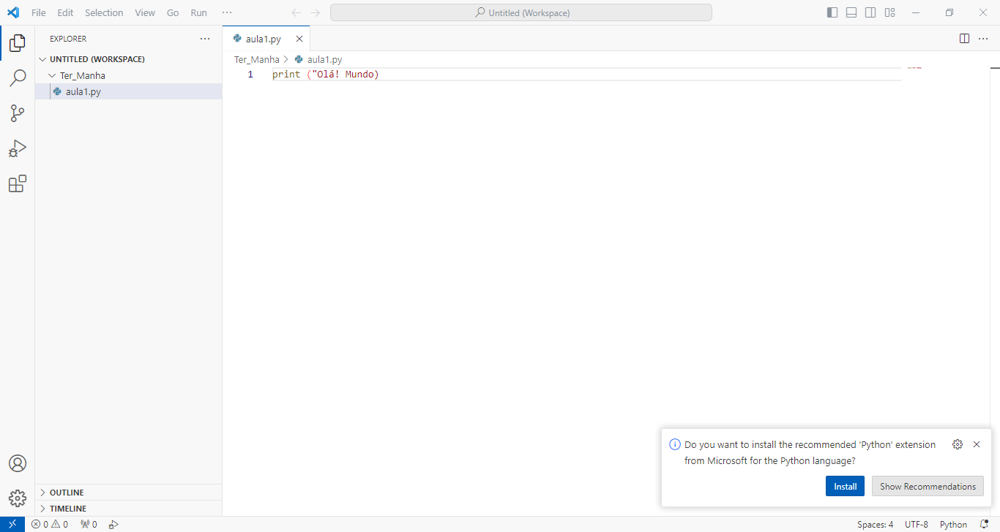 File Edit Selection View Go Run ···
Untitled (Workspace)
EXPLORER ···
aula1.py
UNTITLED (WORKSPACE)
Ter_Manha
aula1.py
Ter_Manha > aula1.py
1 print ("Olá! Mundo)
Do you want to install the recommended 'Python' extension
from Microsoft for the Python language?
Install Show Recommendations
OUTLINE
TIMELINE
0 0 0
Spaces: 4 UTF-8 Python